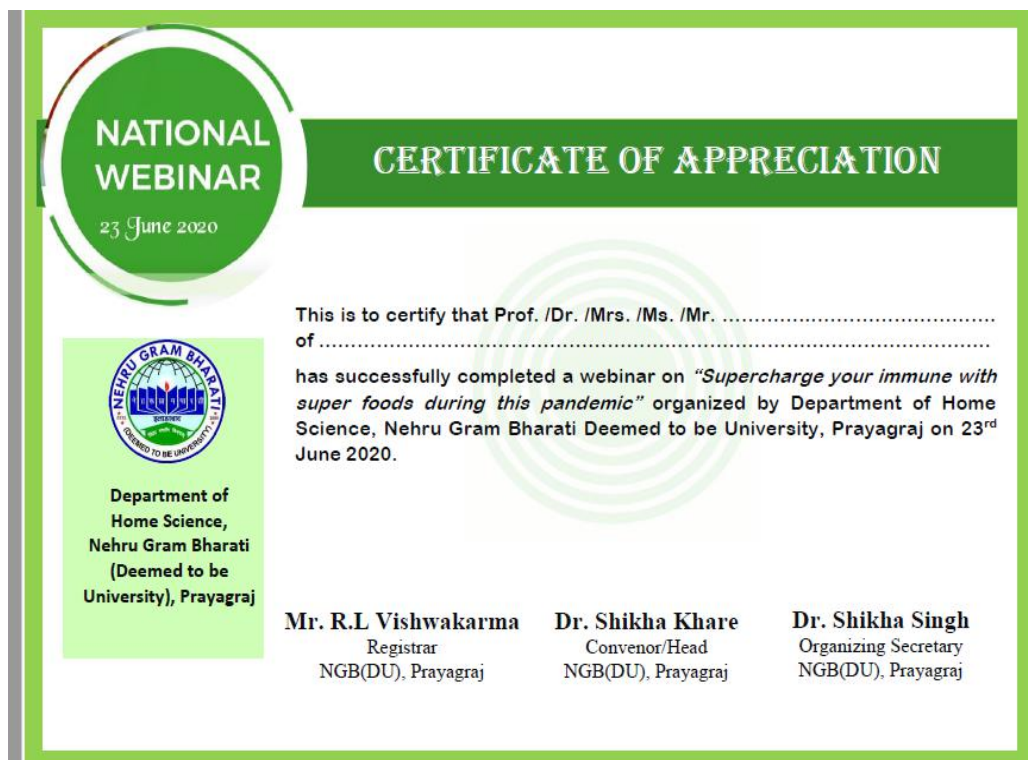 NATIONAL
WEBINAR
23 June 2020
CERTIFICATE OF APPRECIATION
This is to certify that Prof. /Dr. /Mrs. /Ms. /Mr. ..........................................
of ........................................................................................................
has successfully completed a webinar on “Supercharge your immune with
super foods during this pandemic” organized by Department of Home
Science, Nehru Gram Bharati Deemed to be University, Prayagraj on 23rd
June 2020.
NEHRU GRAM BHARATI
(DEEMED TO BE UNIVERSITY)
Department of
Home Science,
Nehru Gram Bharati
(Deemed to be
University), Prayagraj
Mr. R.L Vishwakarma
Registrar
NGB(DU), Prayagraj
Dr. Shikha Khare
Convenor/Head
NGB(DU), Prayagraj
Dr. Shikha Singh
Organizing Secretary
NGB(DU), Prayagraj